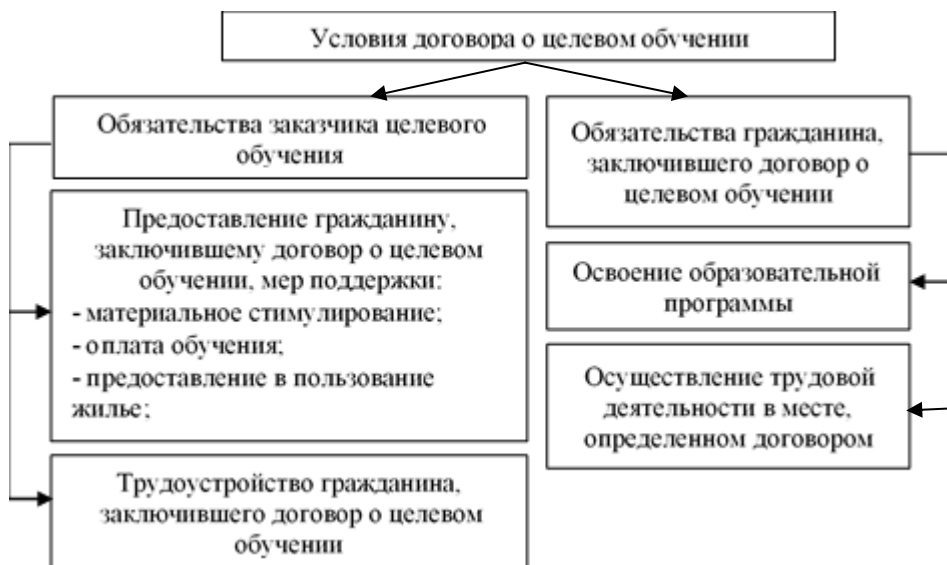 Условия договора о целевом обучении
Обязательства заказчика целевого
обучения
Предоставление гражданину,
заключившему договор о целевом
обучении, мер поддержки:
- материальное стимулирование;
- оплата обучения;
- предоставление в пользование
жилье;
Трудоустройство гражданина,
заключившего договор о целевом
обучении
Обязательства гражданина,
заключившего договор о
целевом обучении
Освоение образовательной
программы
Осуществление трудовой
деятельности в месте,
определенном договором